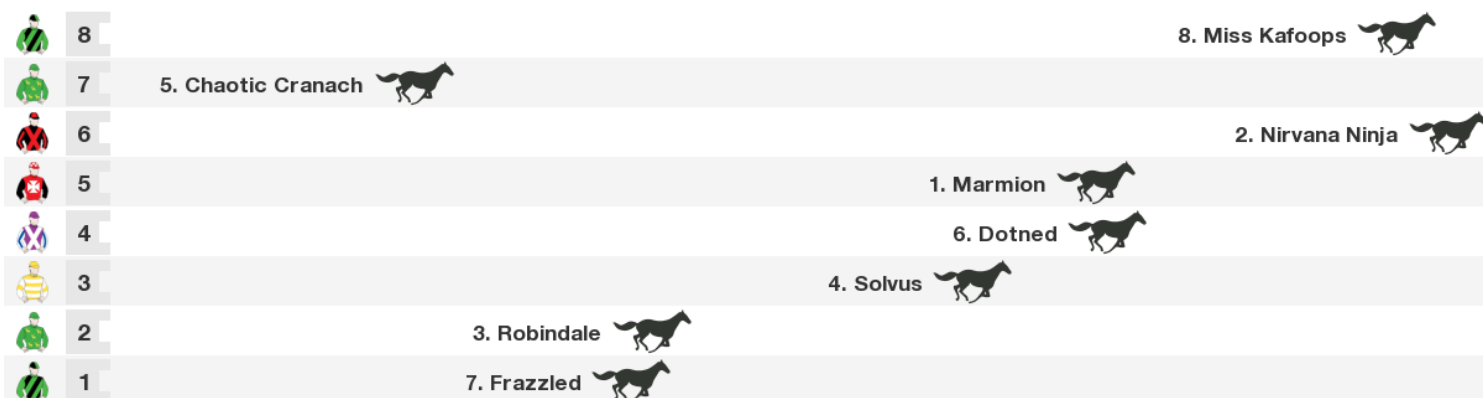 8 8. Miss Kafoops
7 5. Chaotic Cranach
6 2. Nirvana Ninja
5 1. Marmion
4 6. Dotned
3 4. Solvus
2 3. Robindale
1 7. Frazzled